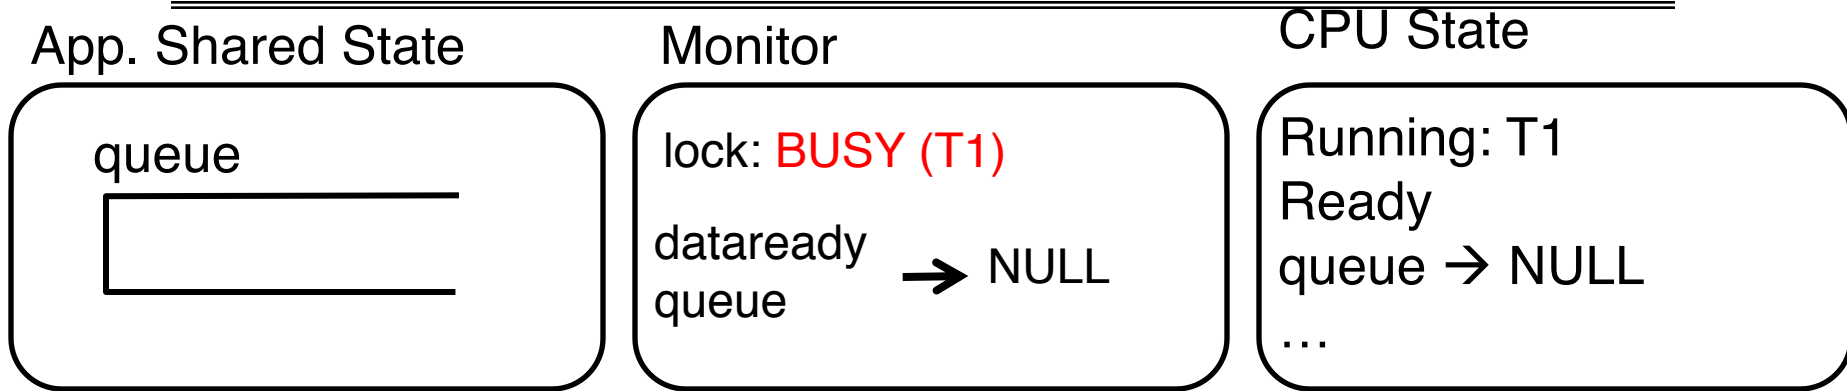 App. Shared State
queue
Monitor
lock: BUSY (T1)
dataready
queue → NULL
CPU State
Running: T1
Ready
queue → NULL
…